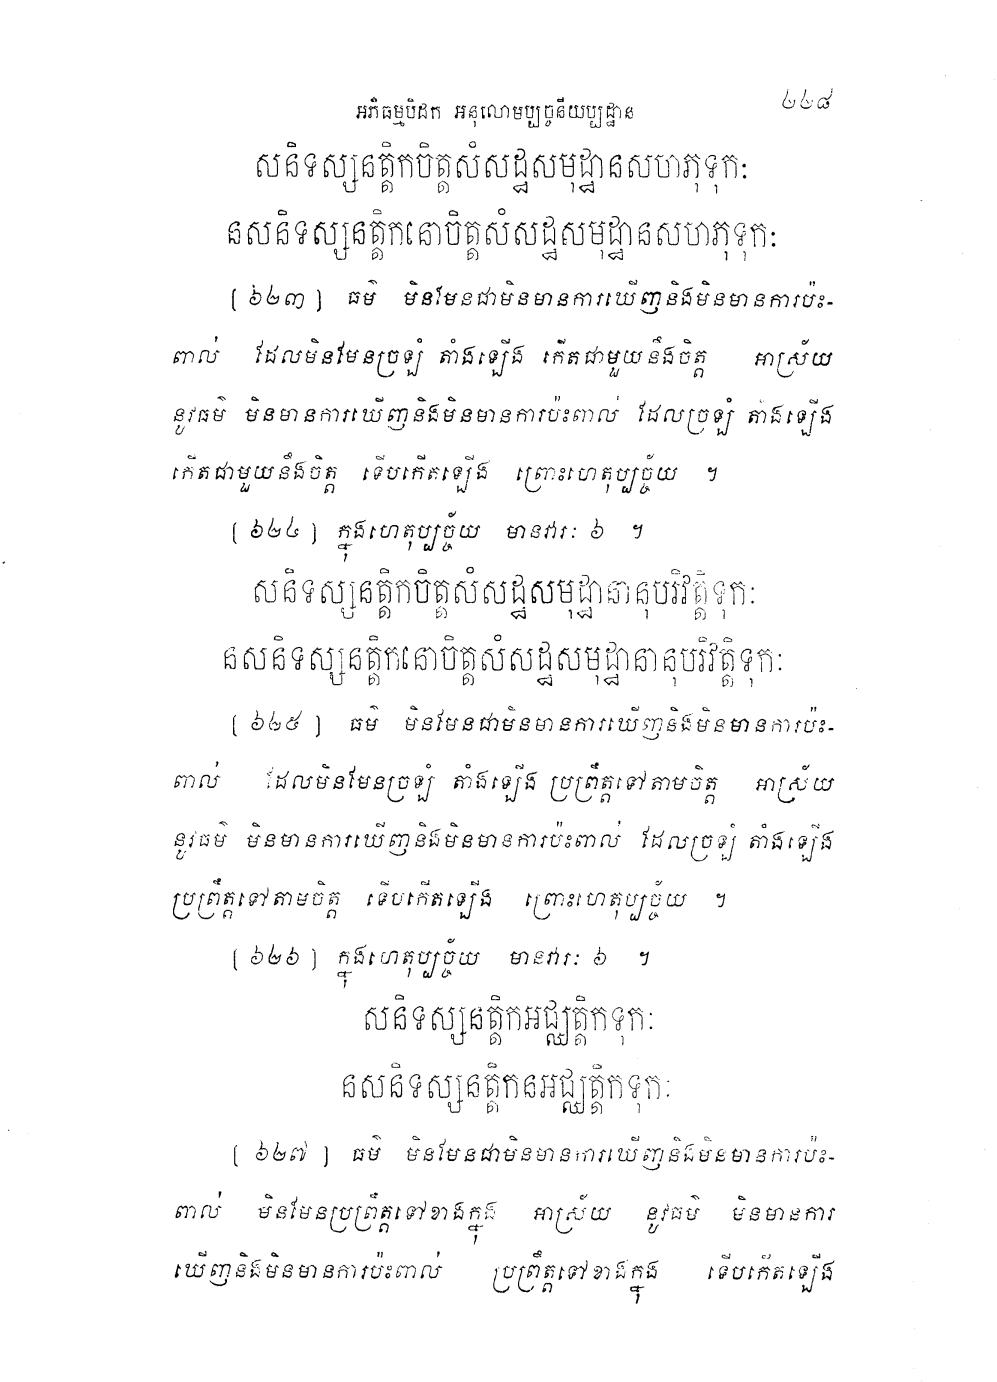 អភិធម្មបិដក អនុលោមប្បច្ចនីយប្បដ្ឋាន ២២៨
សនិទស្សនត្តិកចិត្តសំសដ្ឋសមុដ្ឋានសហភុទុកៈ
នសនិទស្សនត្តិកនោចិត្តសំសដ្ឋសមុដ្ឋានសហភុទុកៈ
[ ៦២៣ ] ធម៌ មិនមែនជាមិនមានការឃើញនិងមិនមានការប៉ះ-
ពាល់ ដែលមិនមែនច្រឡំ តាំងឡើង កើតជាមួយនឹងចិត្ត អាស្រ័យ
នូវធម៌ មិនមានការឃើញនិងមិនមានការប៉ះពាល់ ដែលច្រឡំ តាំងឡើង
កើតជាមួយនឹងចិត្ត ទើបកើតឡើង ព្រោះហេតុប្បច្ច័យ ។
[ ៦២៤ ] ក្នុងហេតុប្បច្ច័យ មានវារៈ ៦ ។
សនិទស្សនត្តិកចិត្តសំសដ្ឋសមុដ្ឋានានុបរិវត្តិទុកៈ
នសនិទស្សនត្តិកនោចិត្តសំសដ្ឋសមុដ្ឋានានុបរិវត្តិទុកៈ
[ ៦២៥ ] ធម៌ មិនមែនជាមិនមានការឃើញនិងមិនមានការប៉ះ-
ពាល់ ដែលមិនមែនច្រឡំ តាំងឡើង ប្រព្រឹត្តទៅតាមចិត្ត អាស្រ័យ
នូវធម៌ មិនមានការឃើញនិងមិនមានការប៉ះពាល់ ដែលច្រឡំ តាំងឡើង
ប្រព្រឹត្តទៅតាមចិត្ត ទើបកើតឡើង ព្រោះហេតុប្បច្ច័យ ។
[ ៦២៦ ] ក្នុងហេតុប្បច្ច័យ មានវារៈ ៦ ។
សនិទស្សនត្តិកអជ្ឈត្តិកទុកៈ
នសនិទស្សនត្តិកនអជ្ឈត្តិកទុកៈ
[ ៦២៧ ] ធម៌ មិនមែនជាមិនមានការឃើញនិងមិនមានការប៉ះ-
ពាល់ មិនមែនប្រព្រឹត្តទៅខាងក្នុង អាស្រ័យ នូវធម៌ មិនមានការ
ឃើញនិងមិនមានការប៉ះពាល់ ប្រព្រឹត្តទៅខាងក្នុង ទើបកើតឡើង